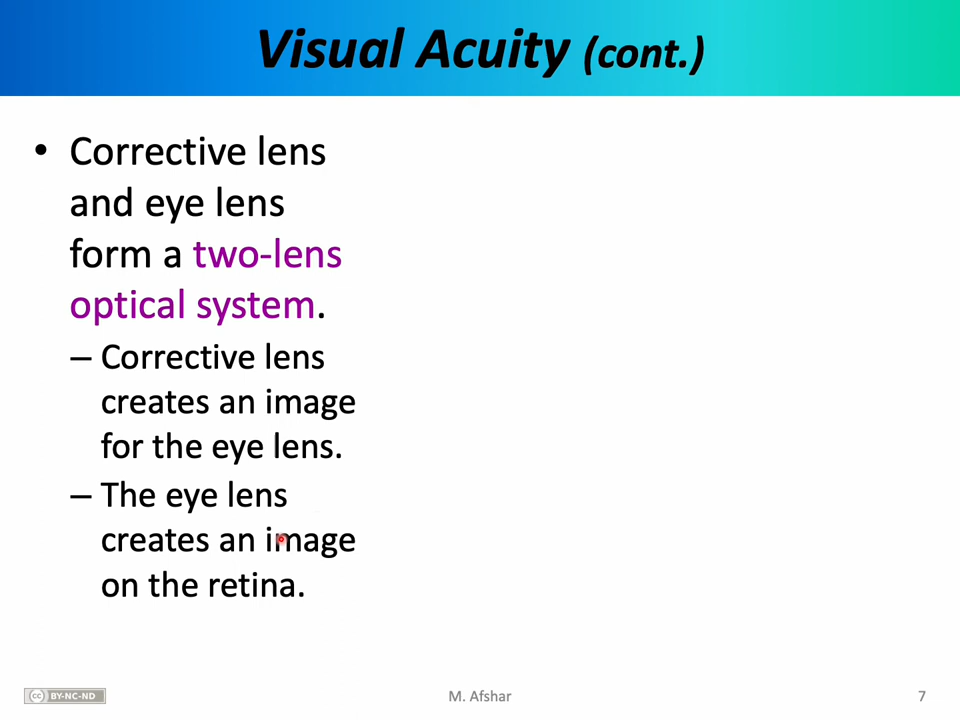 Visual Acuity (cont.)
• Corrective lens
and eye lens
form a two-lens
optical system.
– Corrective lens
creates an image
for the eye lens.
– The eye lens
creates an image
on the retina.
cc BY-NC-ND
M. Afshar
7